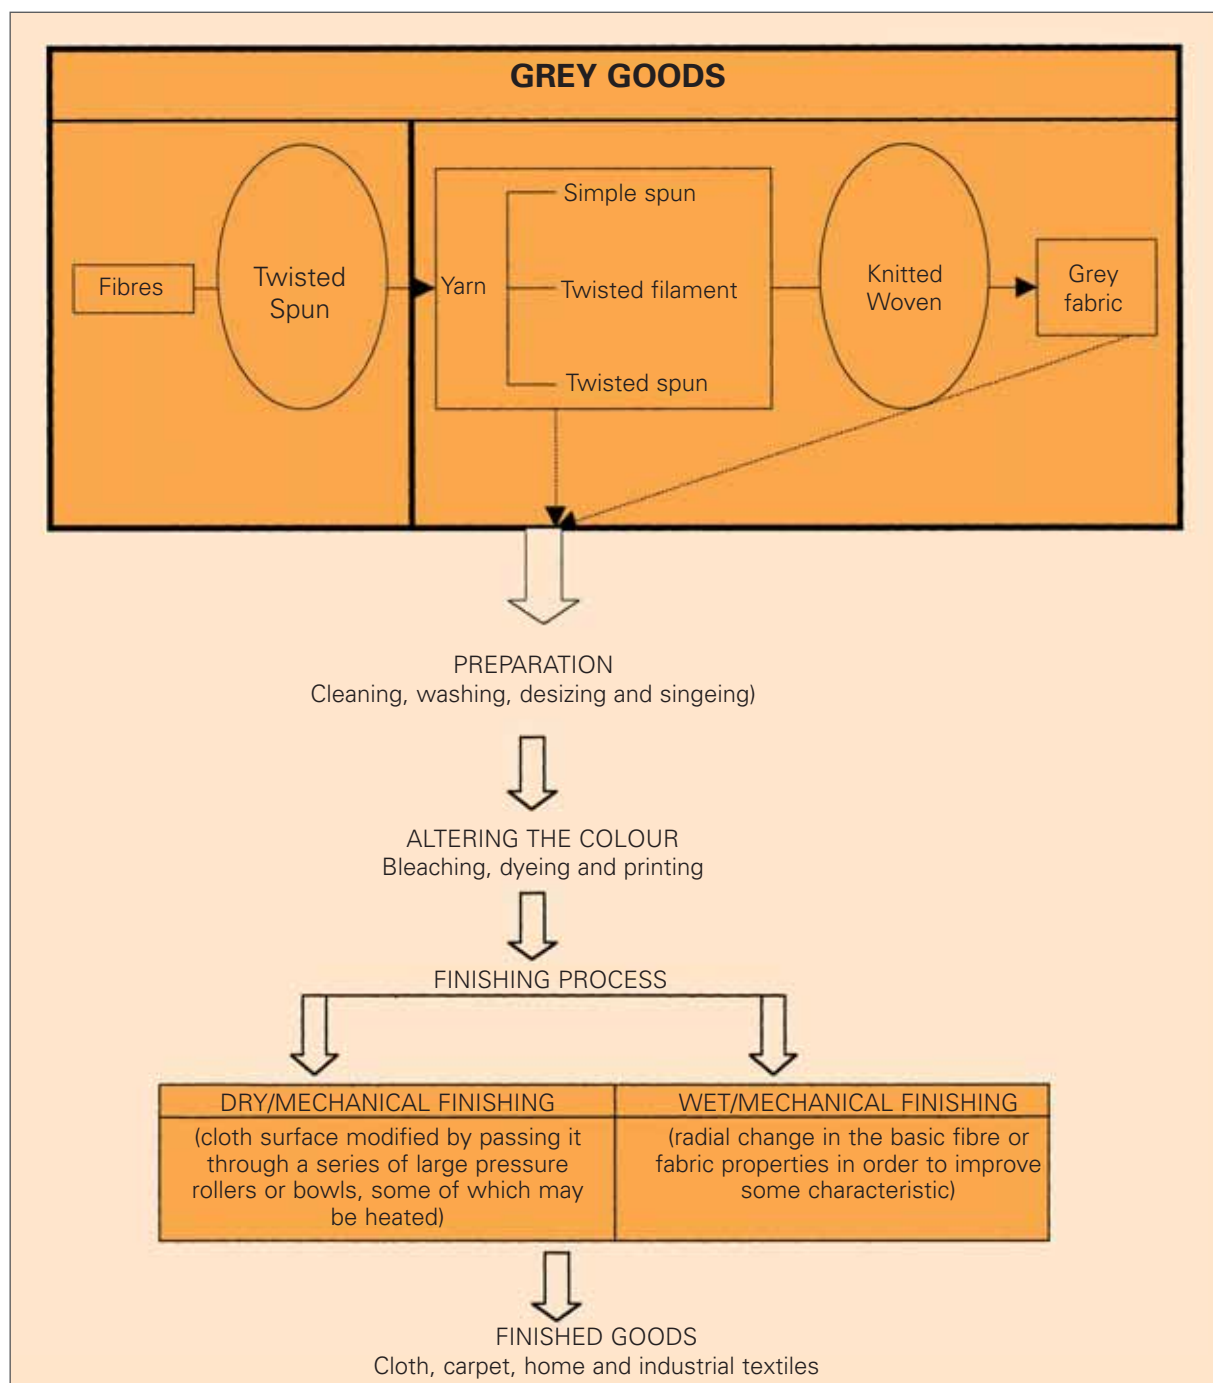 GREY GOODS
Fibres
Twisted
Spun
Yarn
Simple spun
Twisted filament
Twisted spun
Knitted
Woven
Grey
fabric
PREPARATION
Cleaning, washing, desizing and singeing)
ALTERING THE COLOUR
Bleaching, dyeing and printing
FINISHING PROCESS
DRY/MECHANICAL FINISHING
(cloth surface modified by passing it
through a series of large pressure
rollers or bowls, some of which may
be heated)
WET/MECHANICAL FINISHING
(radial change in the basic fibre or
fabric properties in order to improve
some characteristic)
FINISHED GOODS
Cloth, carpet, home and industrial textiles